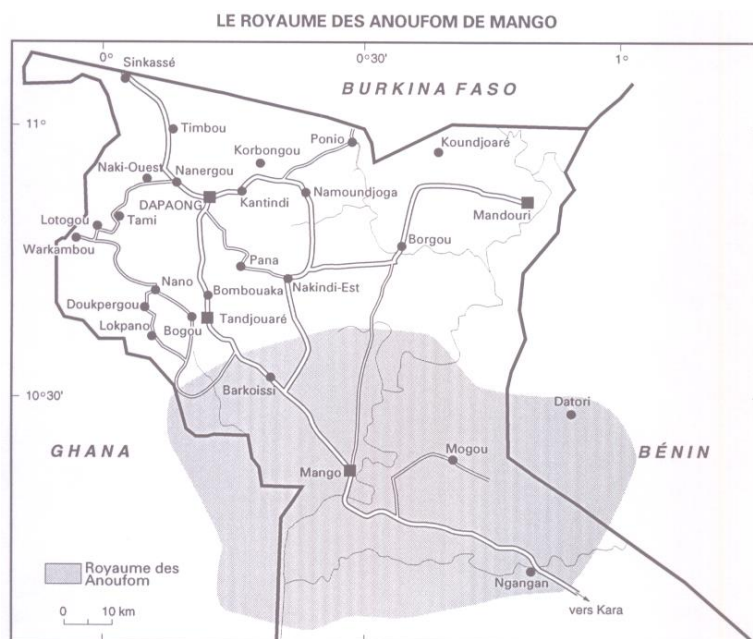 LE ROYAUME DES ANOUFOM DE MANGO
0°
0°30'
1°
Sinkassé
BURKINA FASO
11°
Timbou
Ponio
Koundjoaré
Korbongou
Naki-Ouest
Nanergou
DAPAONG
Kantindi
Namoundjoga
Mandouri
Lotogou
Tami
Warkambou
Borgou
Pana
Nano
Bombouaka
Nakindi-Est
Doukpergou
Tandjouaré
Lokpano
Bogou
10°30'
Barkoissi
Datori
GHANA
Mogou
BÉNIN
Mango
Royaume des
Anoufom
Ngangan
0 10 km
vers Kara